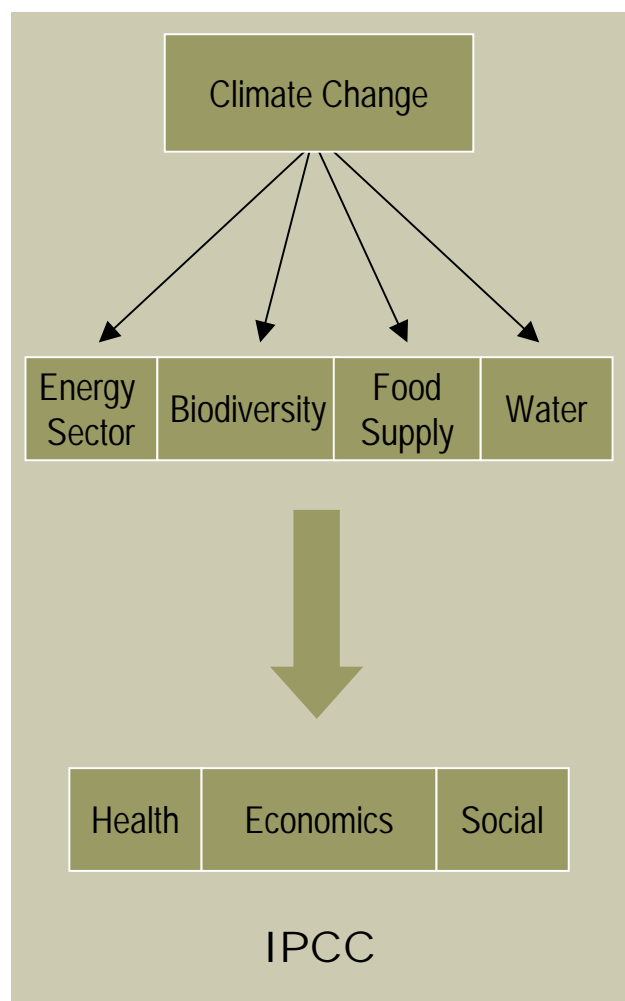 Climate Change
Energy
Sector
Biodiversity
Food
Supply
Water
Health
Economics
Social
IPCC